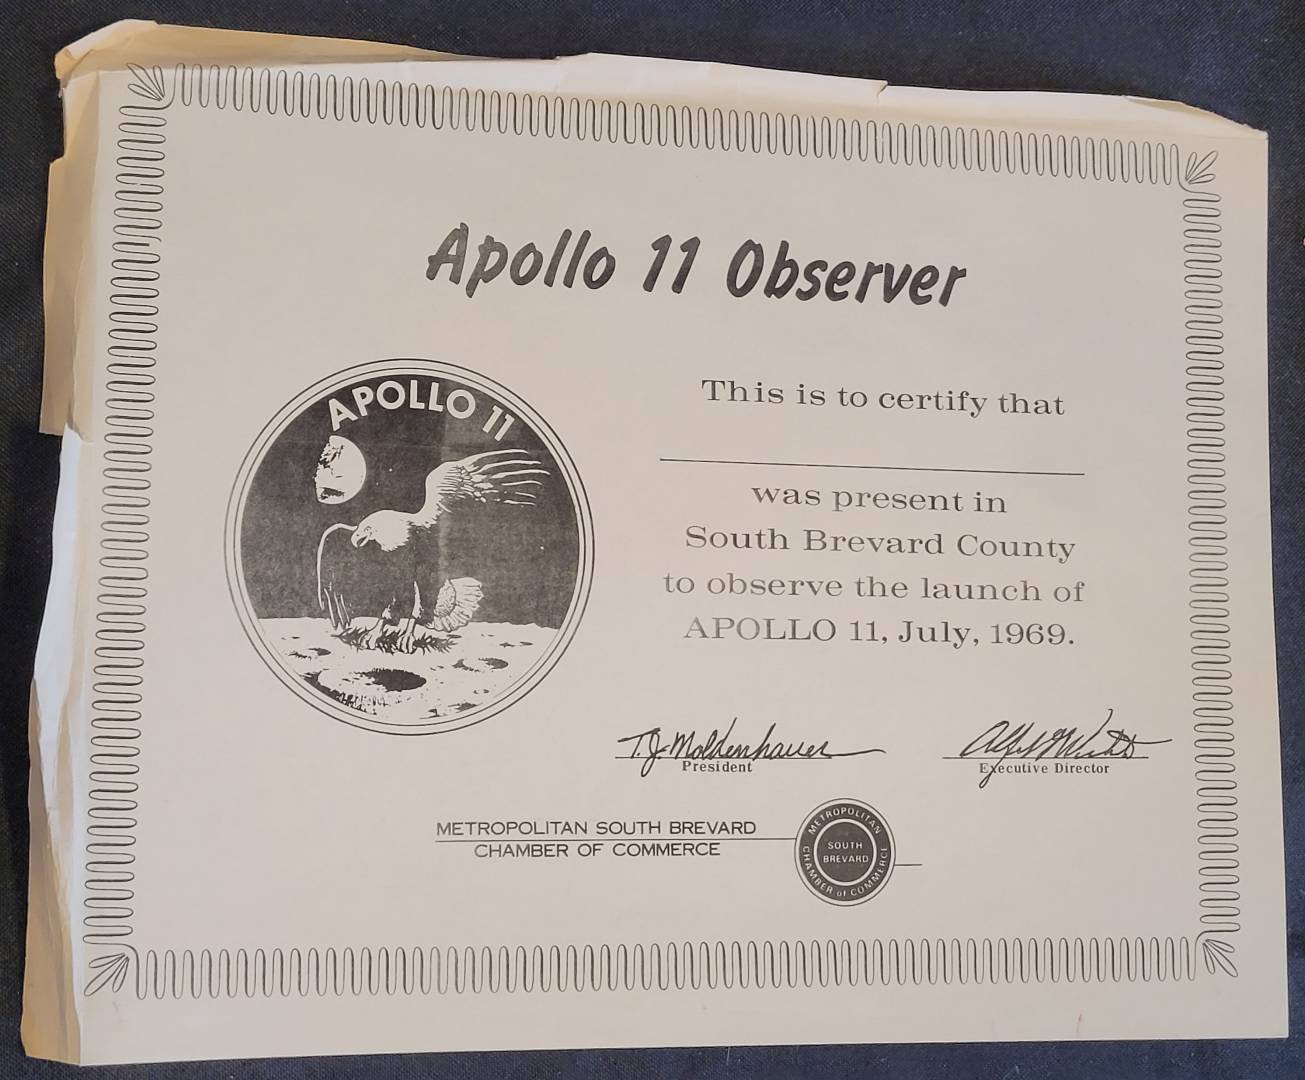 Apollo 11 Observer
APOLLO 11
This is to certify that
was present in
South Brevard County
to observe the launch of
APOLLO 11, July, 1969.
T.J. Moldenhauer
President
Executive Director
METROPOLITAN SOUTH BREVARD
CHAMBER OF COMMERCE
METROPOLITAN
SOUTH
BREVARD
CHAMBER of COMMERCE